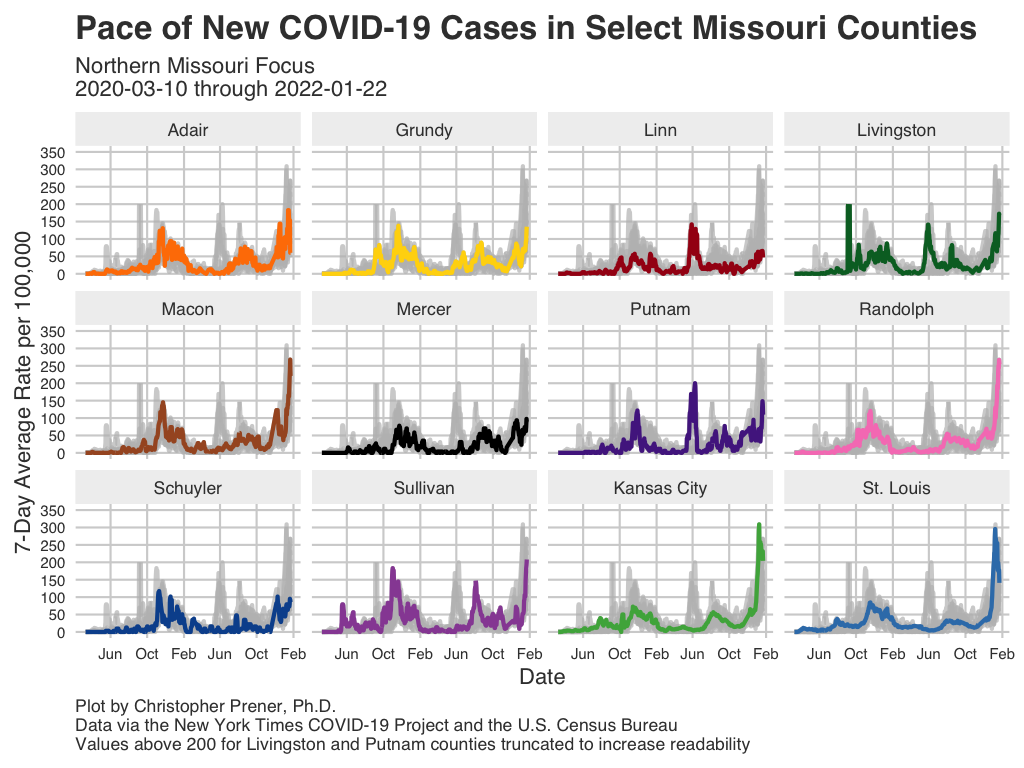 Pace of New COVID-19 Cases in Select Missouri Counties
Northern Missouri Focus
2020-03-10 through 2022-01-22
Adair Grundy Linn Livingston
350
300
250
200
150
100
50
0
Macon Mercer Putnam Randolph
350
300
250
200
150
100
50
0
Schuyler Sullivan Kansas City St. Louis
350
300
250
200
150
100
50
0
7-Day Average Rate per 100,000
Jun Oct Feb Jun Oct Feb Jun Oct Feb Jun Oct Feb Jun Oct Feb Jun Oct Feb Jun Oct Feb Jun Oct Feb
Date
Plot by Christopher Prener, Ph.D.
Data via the New York Times COVID-19 Project and the U.S. Census Bureau
Values above 200 for Livingston and Putnam counties truncated to increase readability